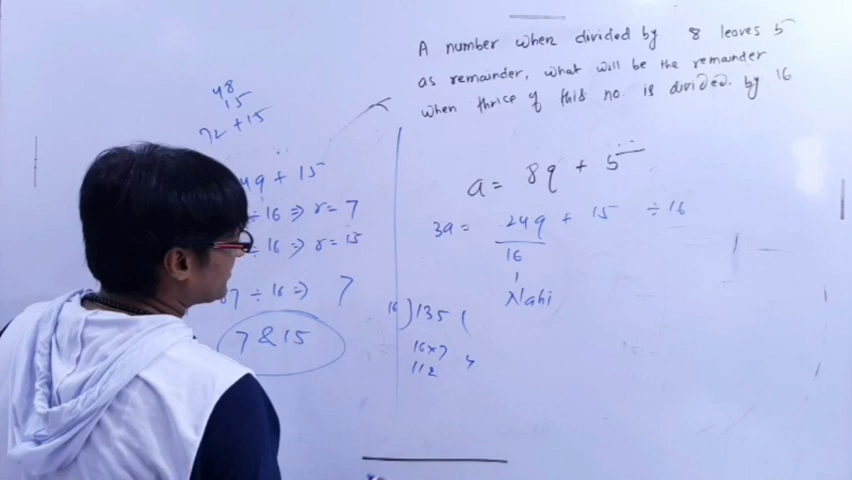 A number when divided by 8 leaves 5
as remainder, what will be the remainder
when thrice of this no. is divided by 16
48
15
72 + 15
4q + 15
÷ 16 ⇒ r = 7
÷ 16 ⇒ r = 15
7 ÷ 16 ⇒ 7
7 & 15
a = 8q + 5
3a = 24q + 15 ÷ 16
16
Nahi
16 ) 135 (
16 × 7
112